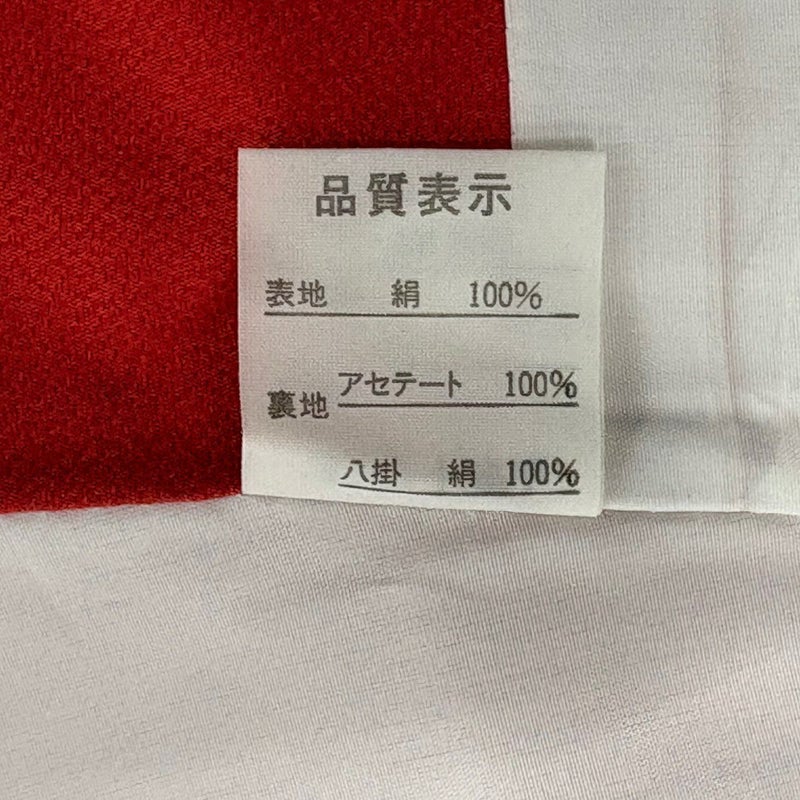 品質表示
表地 絹 100%
裏地 アセテート 100%
八掛 絹 100%